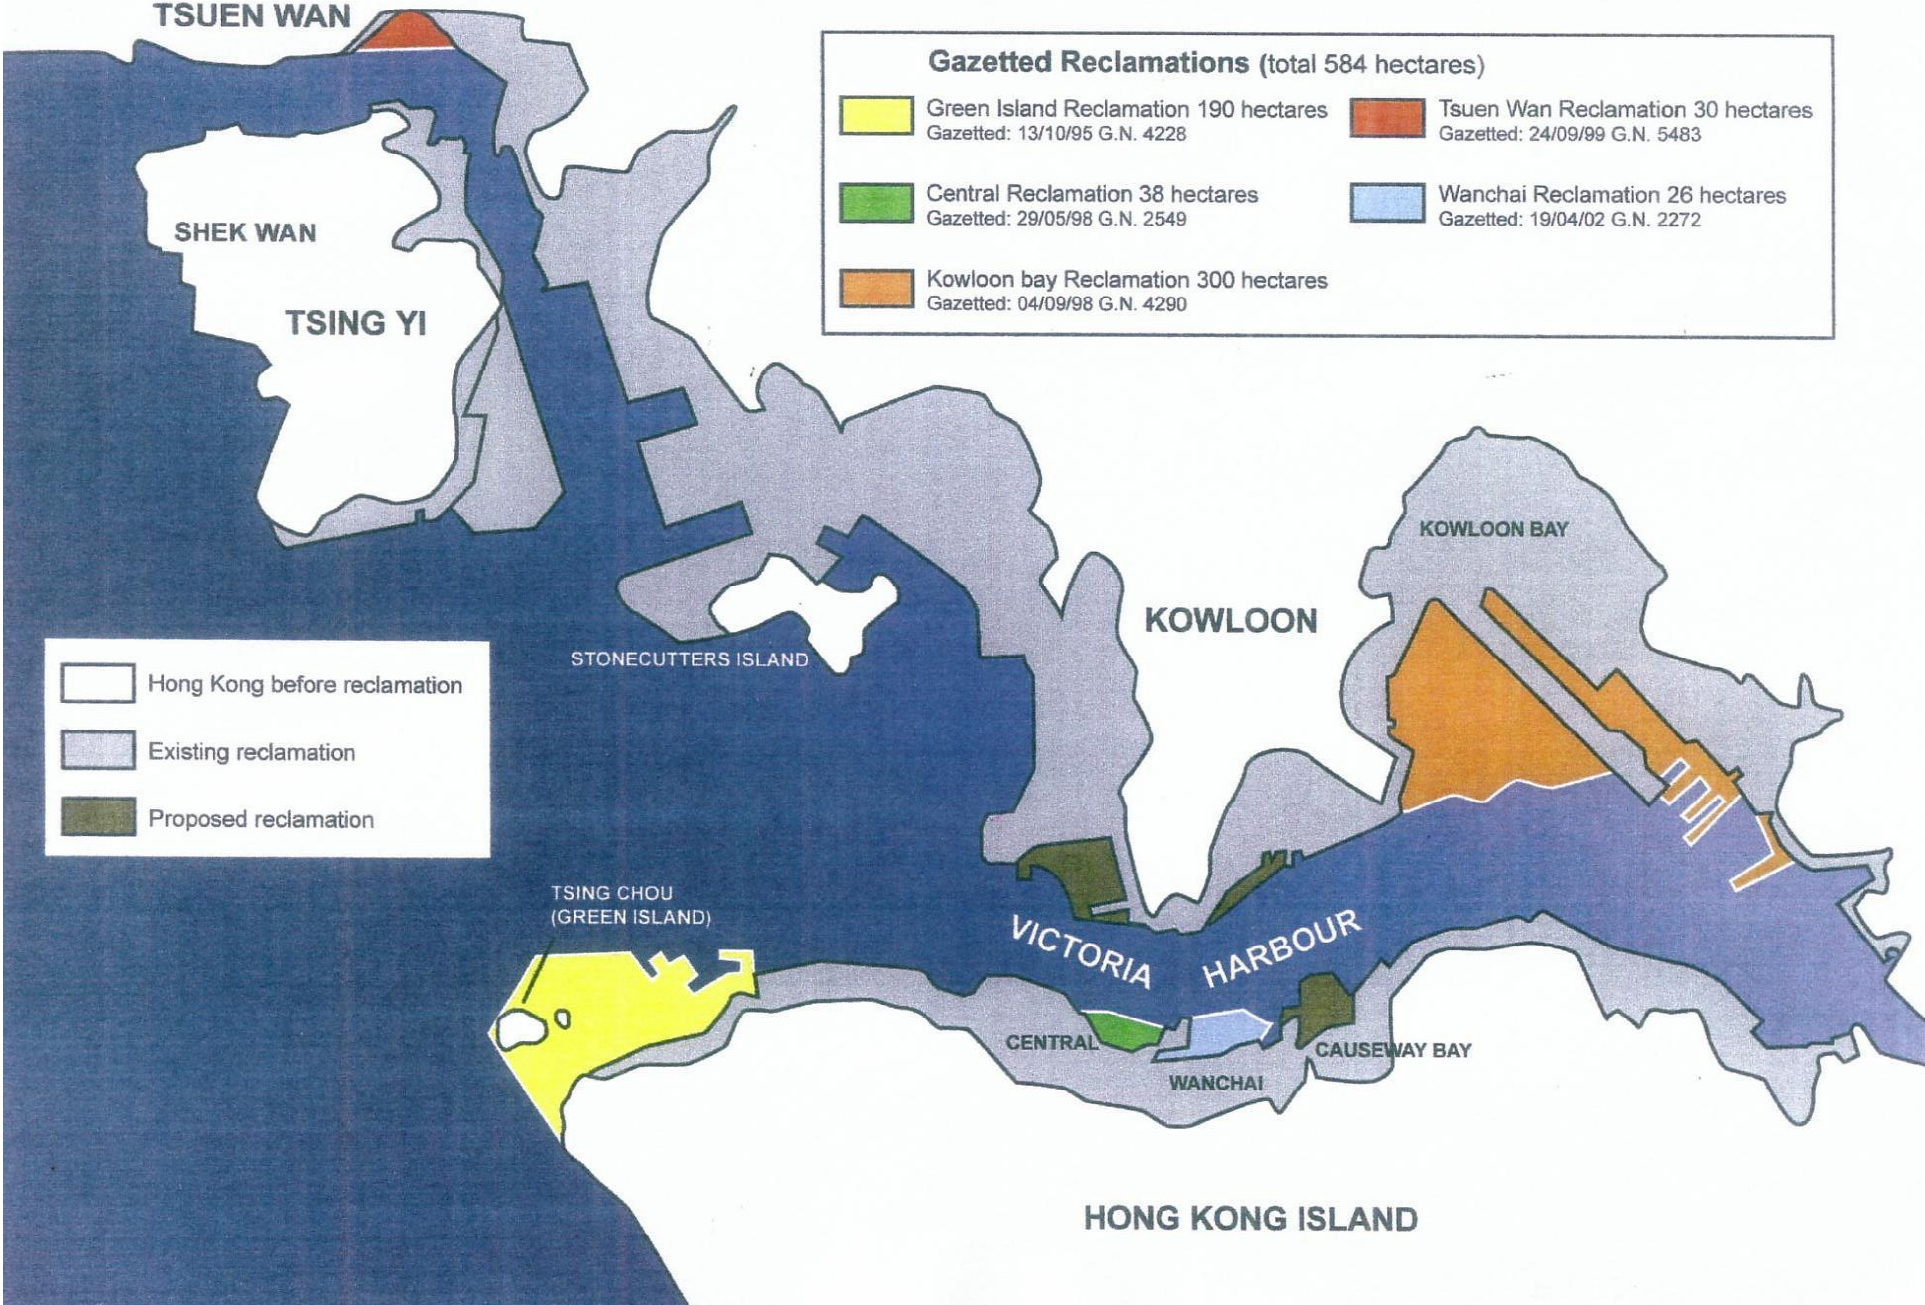 TSUEN WAN
Gazetted Reclamations (total 584 hectares)
Green Island Reclamation 190 hectares
Gazetted: 13/10/95 G.N. 4228
Tsuen Wan Reclamation 30 hectares
Gazetted: 24/09/99 G.N. 5483
Central Reclamation 38 hectares
Gazetted: 29/05/98 G.N. 2549
Wanchai Reclamation 26 hectares
Gazetted: 19/04/02 G.N. 2272
Kowloon bay Reclamation 300 hectares
Gazetted: 04/09/98 G.N. 4290
SHEK WAN
TSING YI
KOWLOON BAY
KOWLOON
STONECUTTERS ISLAND
Hong Kong before reclamation
Existing reclamation
Proposed reclamation
TSING CHOU
(GREEN ISLAND)
VICTORIA HARBOUR
CENTRAL
CAUSEWAY BAY
WANCHAI
HONG KONG ISLAND